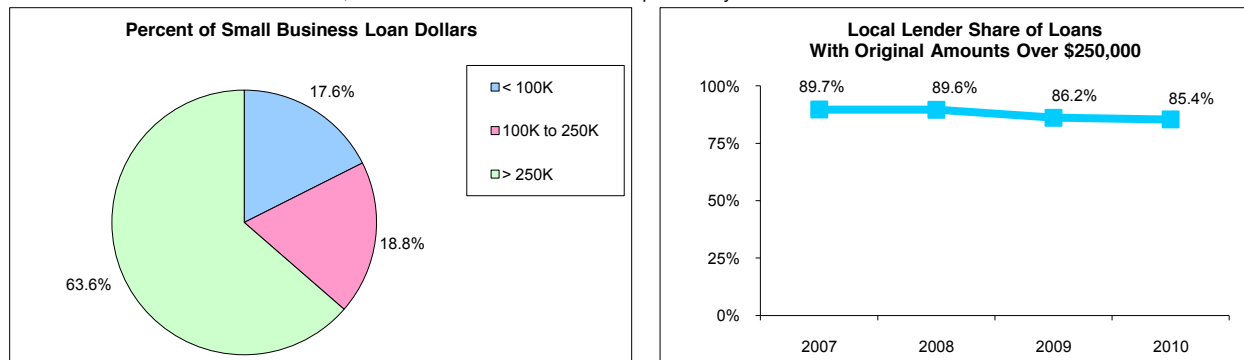 Percent of Small Business Loan Dollars
17.6%
18.8%
63.6%
< 100K
100K to 250K
> 250K
Local Lender Share of Loans
With Original Amounts Over $250,000
89.7%
89.6%
86.2%
85.4%
100%
75%
50%
25%
0%
2007 2008 2009 2010